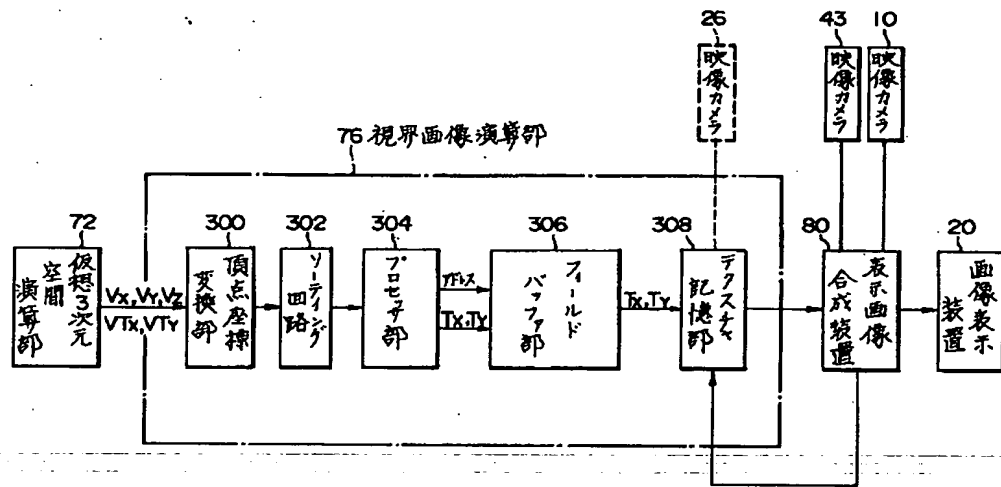 26
映像カメラ
43
映像カメラ
10
映像カメラ
76 視界画像演算部
72
仮想3次元
空間
演算部
Vx, Vy, Vz
VTx, VTy
300
頂点座標
変換部
302
ソーティング
回路
304
プロセッサ部
アドレス
Tx, Ty
306
フィールド
バッファ部
Tx, Ty
308
テクスチャ
記憶部
80
表示画像
合成装置
20
画像表示
装置